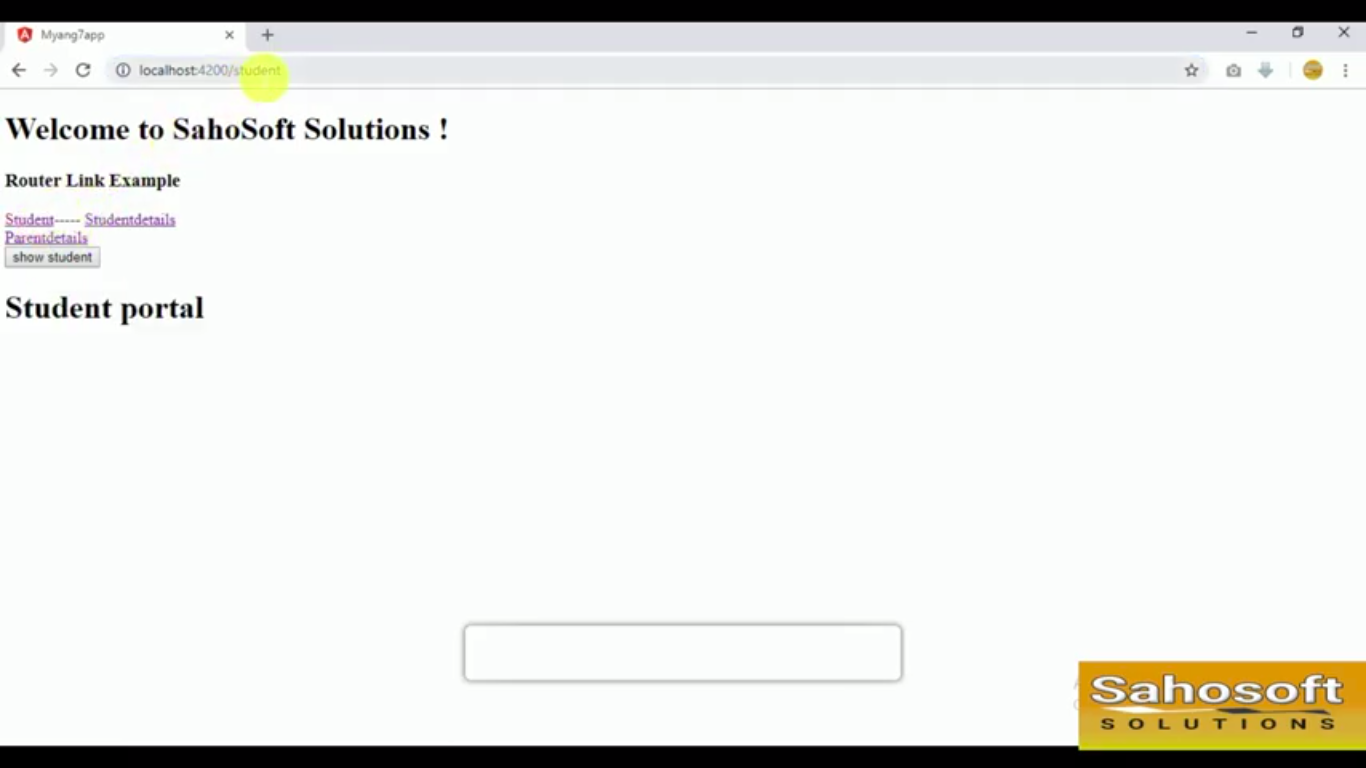 Myang7app
localhost:4200/student
Welcome to SahoSoft Solutions !
Router Link Example
Student----- Studentdetails
Parentdetails
show student
Student portal
Sahosoft
SOLUTIONS